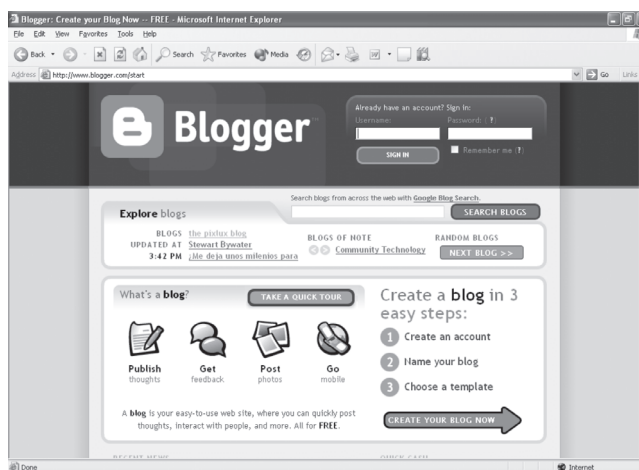 Blogger: Create your Blog Now -- FREE - Microsoft Internet Explorer
File Edit View Favorites Tools Help
Back Search Favorites Media
Address http://www.blogger.com/start Go Links
Already have an account? Sign in:
Username: Password: [?]
Blogger™
SIGN IN Remember me [?]
Search blogs from across the web with Google Blog Search.
Explore blogs SEARCH BLOGS
BLOGS the pixlux blog BLOGS OF NOTE RANDOM BLOGS
UPDATED AT Stewart Bywater Community Technology NEXT BLOG >>
3:42 PM ¿Me deja unos milenios para
What's a blog? TAKE A QUICK TOUR
Create a blog in 3
easy steps:
1 Create an account
2 Name your blog
3 Choose a template
CREATE YOUR BLOG NOW
Publish Get Post Go
thoughts feedback photos mobile
A blog is your easy-to-use web site, where you can quickly post
thoughts, interact with people, and more. All for FREE.
Done Internet